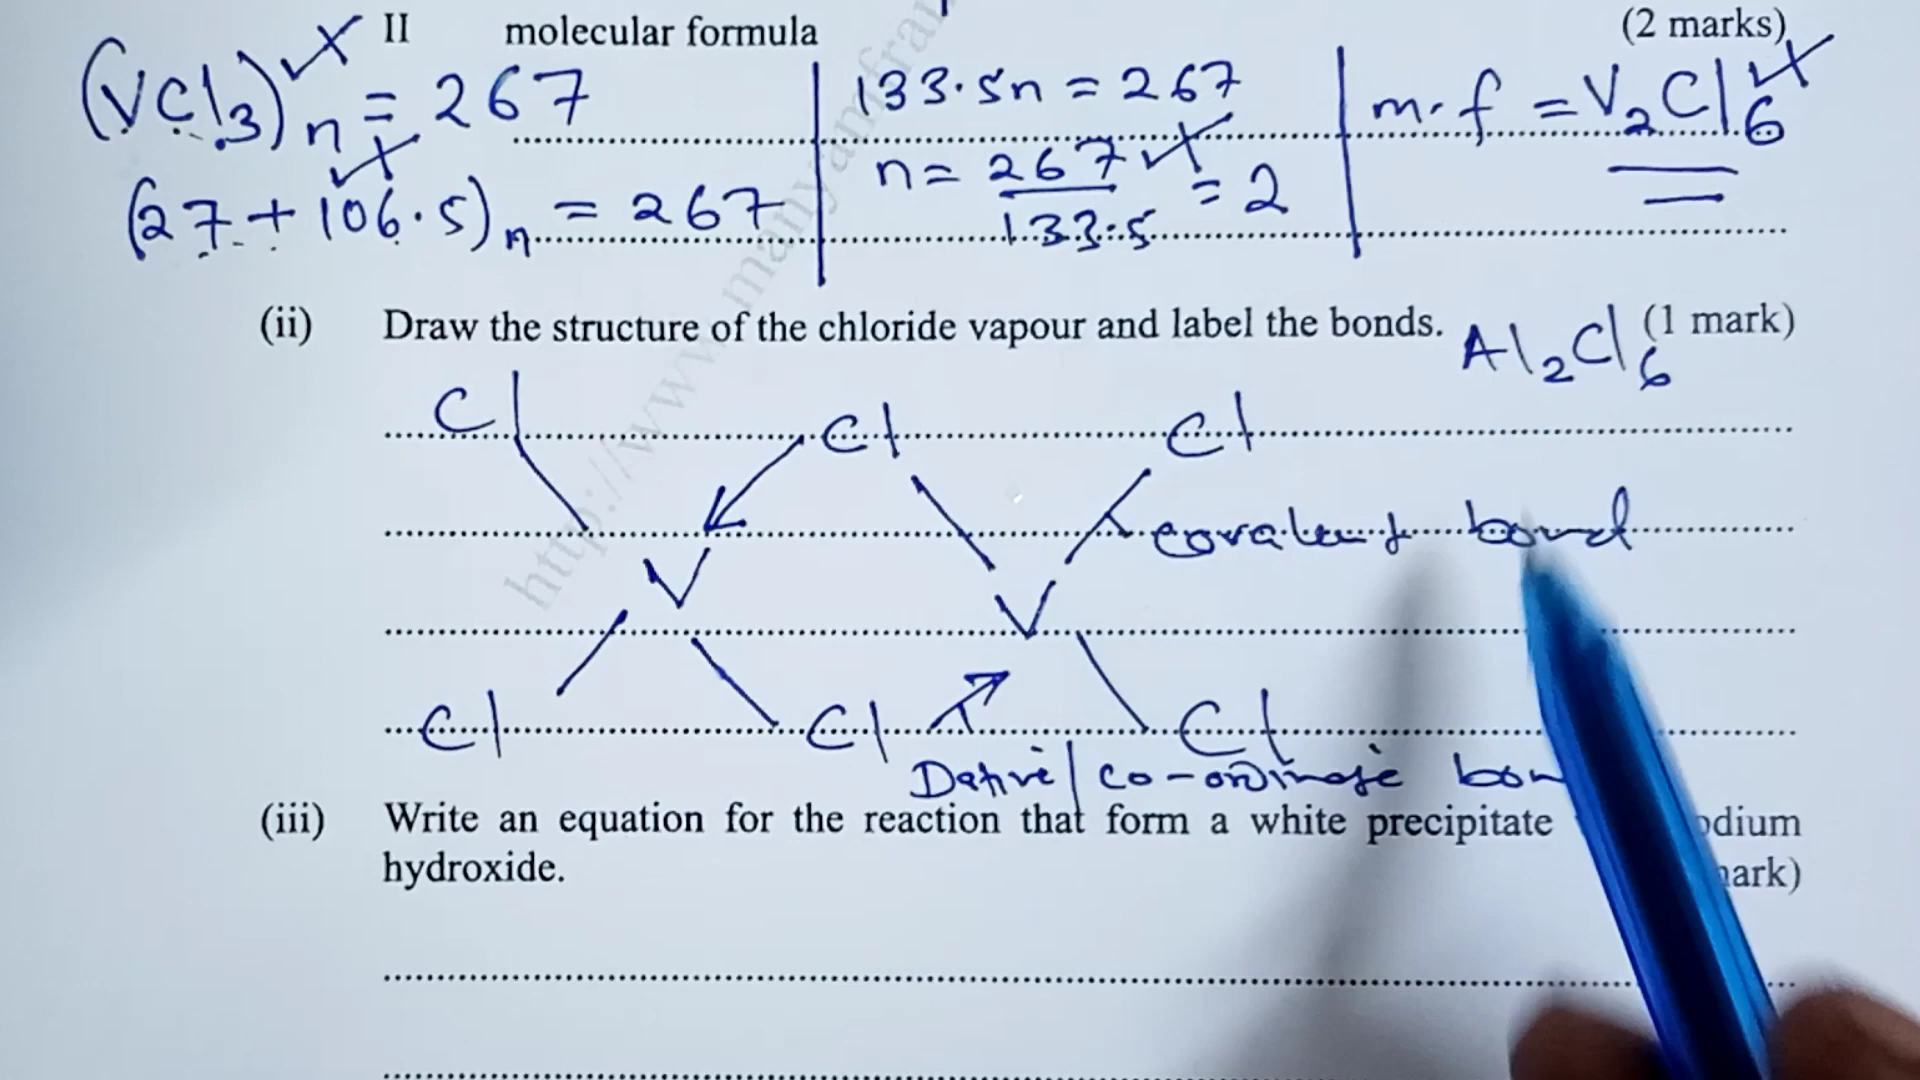 II molecular formula (2 marks)
(VCl3)n = 267
(27 + 106.5)n = 267
133.5n = 267
n = 267 = 2
133.5
m.f = V2Cl6
(ii) Draw the structure of the chloride vapour and label the bonds. (1 mark)
Al2Cl6
Cl Cl Cl
covalent bond
V V
Cl Cl Cl
Dative/co-ordinate
(iii) Write an equation for the reaction that form a white precipitate
hydroxide.
http://www.manyamfran